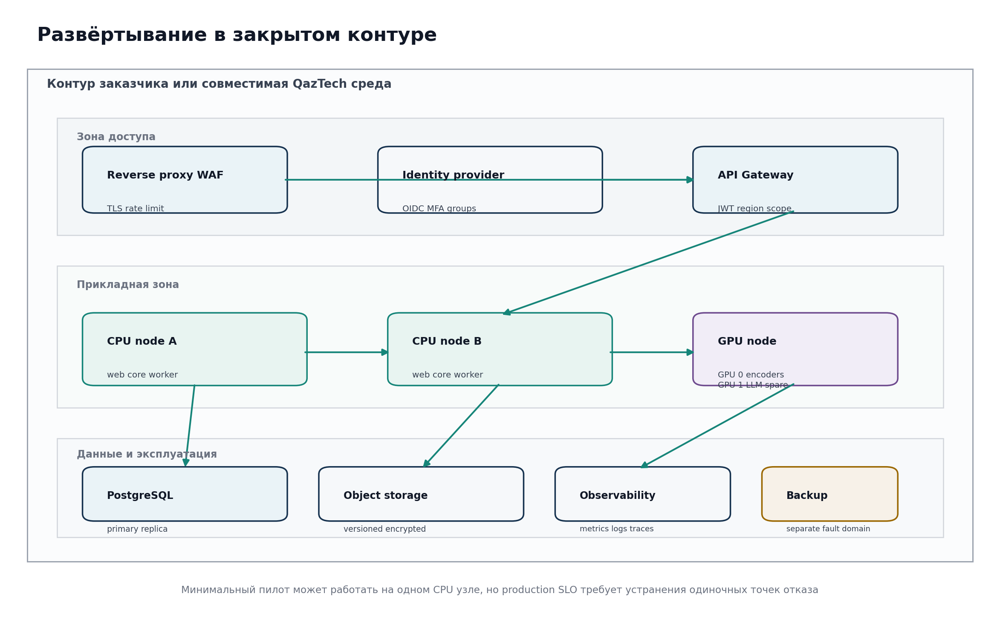 Развёртывание в закрытом контуре
Контур заказчика или совместимая QazTech среда
Зона доступа
Reverse proxy WAF
TLS rate limit
Identity provider
OIDC MFA groups
API Gateway
JWT region scope
Прикладная зона
CPU node A
web core worker
CPU node B
web core worker
GPU node
GPU 0 encoders
GPU 1 LLM spare
Данные и эксплуатация
PostgreSQL
primary replica
Object storage
versioned encrypted
Observability
metrics logs traces
Backup
separate fault domain
Минимальный пилот может работать на одном CPU узле, но production SLO требует устранения одиночных точек отказа